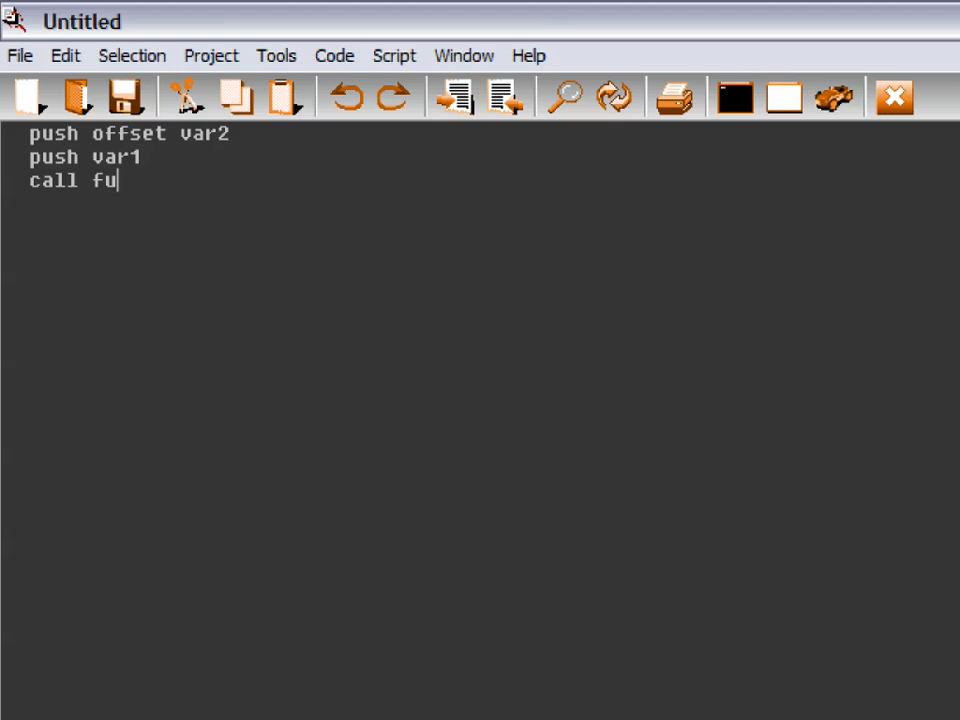 Untitled
File Edit Selection Project Tools Code Script Window Help
push offset var2
push var1
call fu